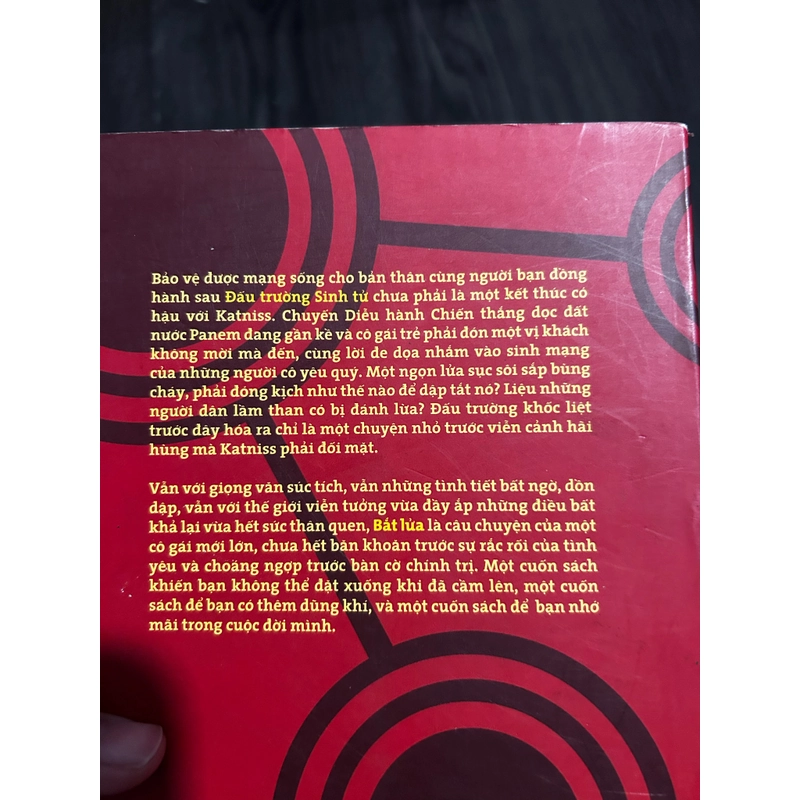 Bảo vệ được mạng sống cho bản thân cùng người bạn đồng
hành sau Đấu trường Sinh tử chưa phải là một kết thúc có
hậu với Katniss. Chuyến Diễu hành Chiến thắng dọc đất
nước Panem đang gần kề và cô gái trẻ phải đón một vị khách
không mời mà đến, cùng lời đe dọa nhắm vào sinh mạng
của những người cô yêu quý. Một ngọn lửa sục sôi sắp bùng
cháy, phải đóng kịch như thế nào để dập tắt nó? Liệu những
người dân lầm than có bị đánh lừa? Đấu trường khốc liệt
trước đây hóa ra chỉ là một chuyện nhỏ trước viễn cảnh hãi
hùng mà Katniss phải đối mặt.
Vẫn với giọng văn súc tích, vẫn những tình tiết bất ngờ, dồn
dập, vẫn với thế giới viễn tưởng vừa đầy ắp những điều bất
khả lại vừa hết sức thân quen, Bắt lửa là câu chuyện của một
cô gái mới lớn, chưa hết băn khoăn trước sự rắc rối của tình
yêu và choáng ngợp trước bàn cờ chính trị. Một cuốn sách
khiến bạn không thể đặt xuống khi đã cầm lên, một cuốn
sách để bạn có thêm dũng khí, và một cuốn sách để bạn nhớ
mãi trong cuộc đời mình.